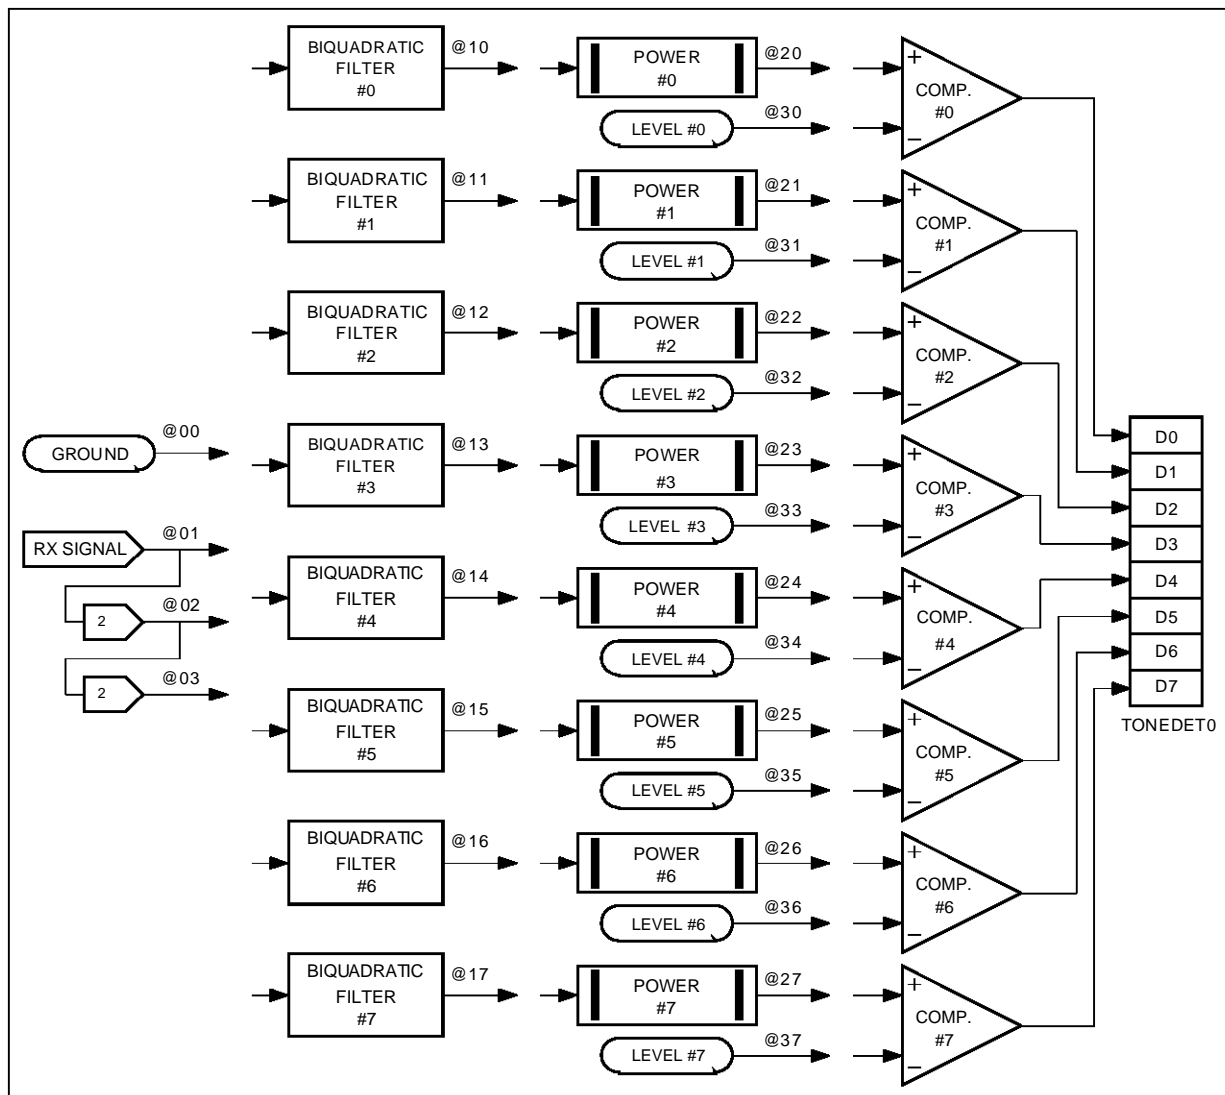 BIQUADRATIC
FILTER
#0
@10
POWER
#0
@20
LEVEL #0
@30
+
COMP.
#0
−
BIQUADRATIC
FILTER
#1
@11
POWER
#1
@21
LEVEL #1
@31
+
COMP.
#1
−
BIQUADRATIC
FILTER
#2
@12
POWER
#2
@22
LEVEL #2
@32
+
COMP.
#2
−
GROUND
@00
BIQUADRATIC
FILTER
#3
@13
POWER
#3
@23
LEVEL #3
@33
+
COMP.
#3
−
RX SIGNAL
@01
2
@02
2
@03
BIQUADRATIC
FILTER
#4
@14
POWER
#4
@24
LEVEL #4
@34
+
COMP.
#4
−
BIQUADRATIC
FILTER
#5
@15
POWER
#5
@25
LEVEL #5
@35
+
COMP.
#5
−
BIQUADRATIC
FILTER
#6
@16
POWER
#6
@26
LEVEL #6
@36
+
COMP.
#6
−
BIQUADRATIC
FILTER
#7
@17
POWER
#7
@27
LEVEL #7
@37
+
COMP.
#7
−
D0
D1
D2
D3
D4
D5
D6
D7
TONEDET0